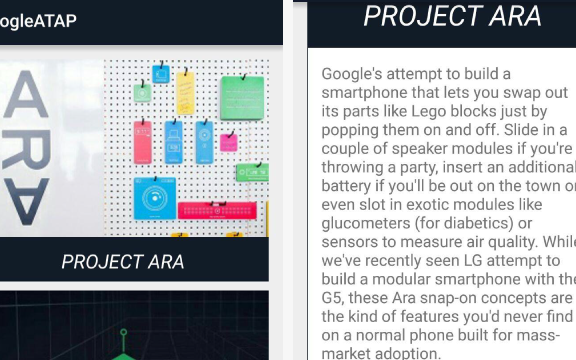 ogleATAP
ARA
PROJECT ARA
PROJECT ARA
Google's attempt to build a
smartphone that lets you swap out
its parts like Lego blocks just by
popping them on and off. Slide in a
couple of speaker modules if you're
throwing a party, insert an additional
battery if you'll be out on the town or
even slot in exotic modules like
glucometers (for diabetics) or
sensors to measure air quality. While
we've recently seen LG attempt to
build a modular smartphone with the
G5, these Ara snap-on concepts are
the kind of features you'd never find
on a normal phone built for mass-
market adoption.